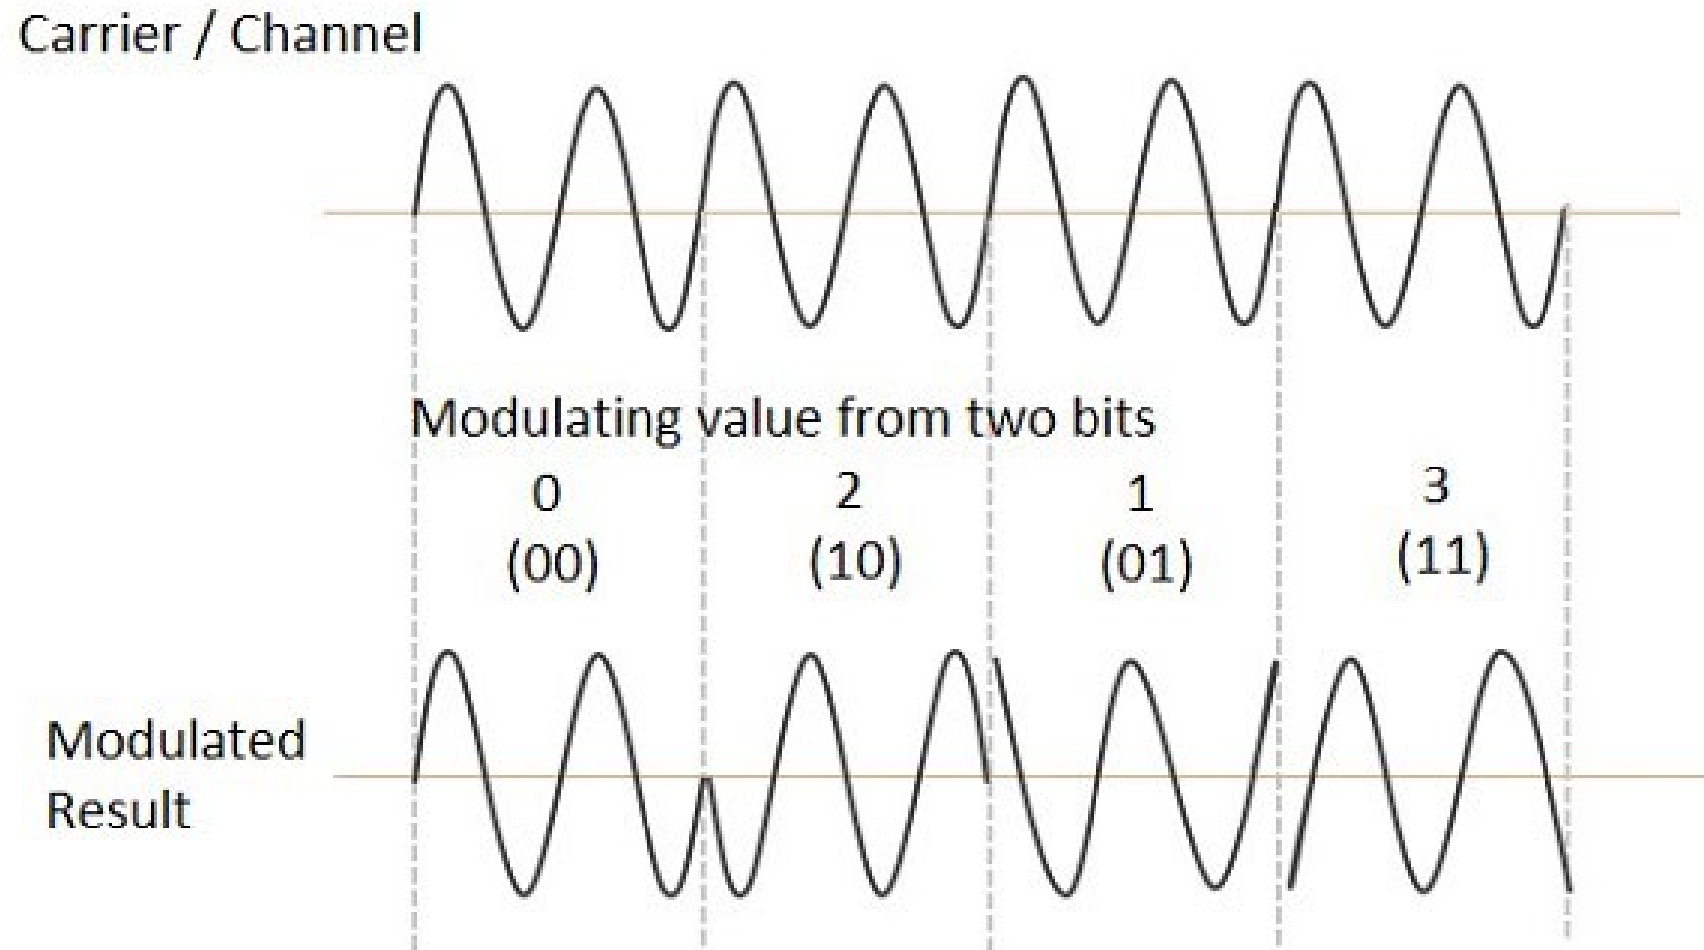 Carrier / Channel
Modulating value from two bits
0 2 1 3
(00) (10) (01) (11)
Modulated
Result